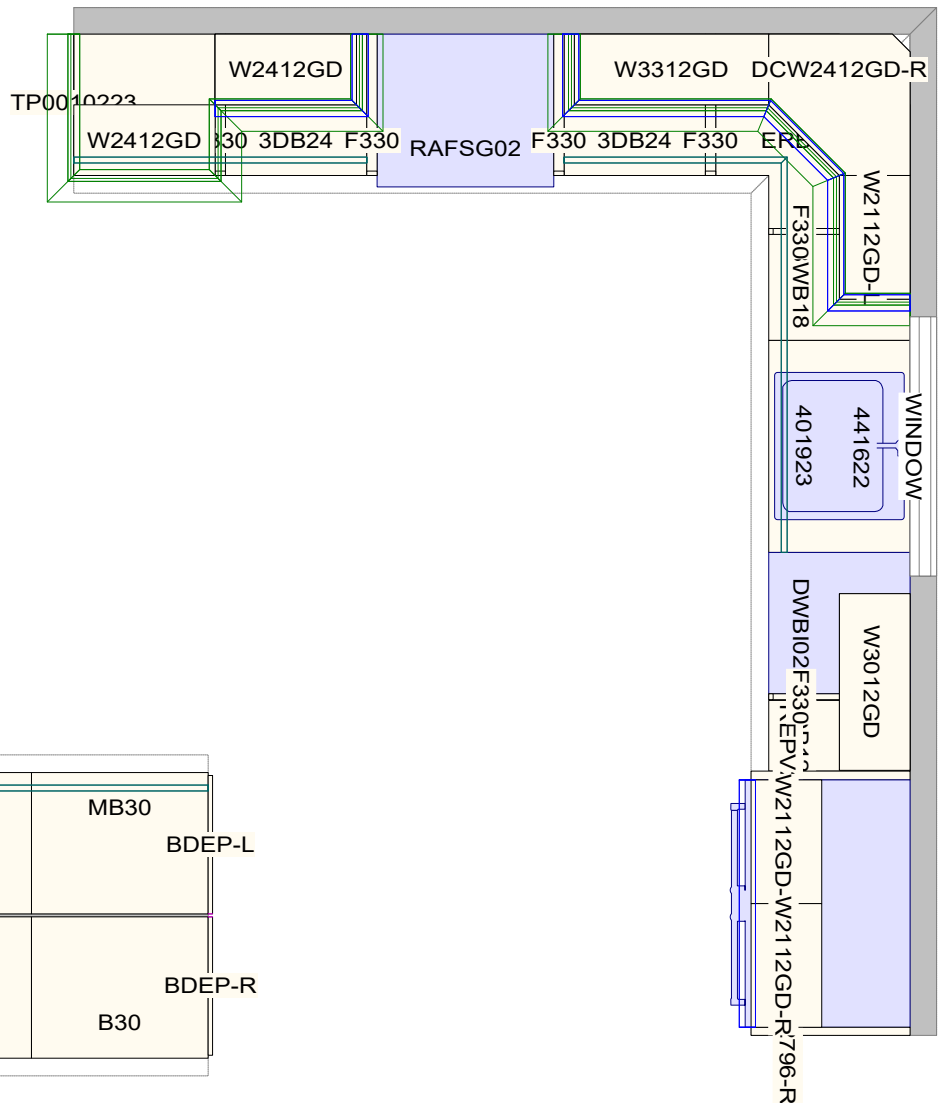 W2412GD
W3312GD
DCW2412GD-R
TP0010223
W2412GD
3DB24
F330
RAFSG02
F330
3DB24
F330
W2112GD-
F330
WB18
WINDOW
441622
401923
DWBI02
F330
W3012GD
W2112GD-
W2112GD-R
796-R
MB30
BDEP-L
BDEP-R
B30